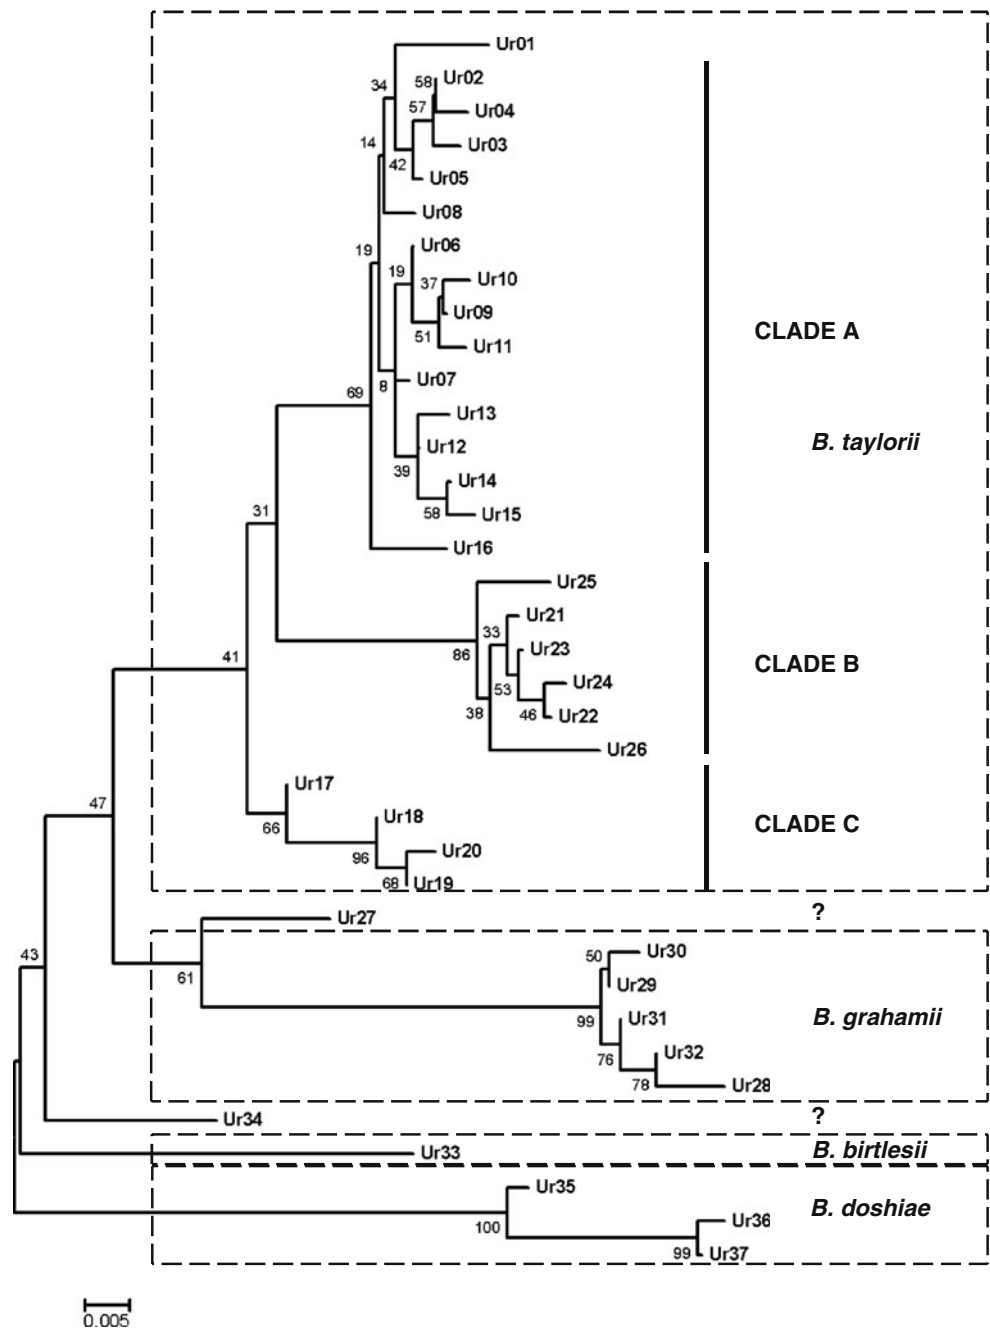 Ur01
34
58
Ur02
57
Ur04
14
42
Ur03
Ur05
Ur08
19
Ur06
19
37
Ur10
Ur09
51
Ur11
CLADE A
8
Ur07
69
Ur13
B. taylorii
39
Ur12
Ur14
58
Ur15
31
Ur16
Ur25
33
Ur21
86
Ur23
41
CLADE B
53
Ur24
38
46
Ur22
Ur26
Ur17
47
66
Ur18
CLADE C
96
Ur20
68
Ur19
Ur27
?
43
61
50
Ur30
Ur29
99
Ur31
B. grahamii
76
Ur32
78
Ur28
Ur34
?
Ur33
B. birtlesii
Ur35
B. doshiae
100
Ur36
99
Ur37
0.005